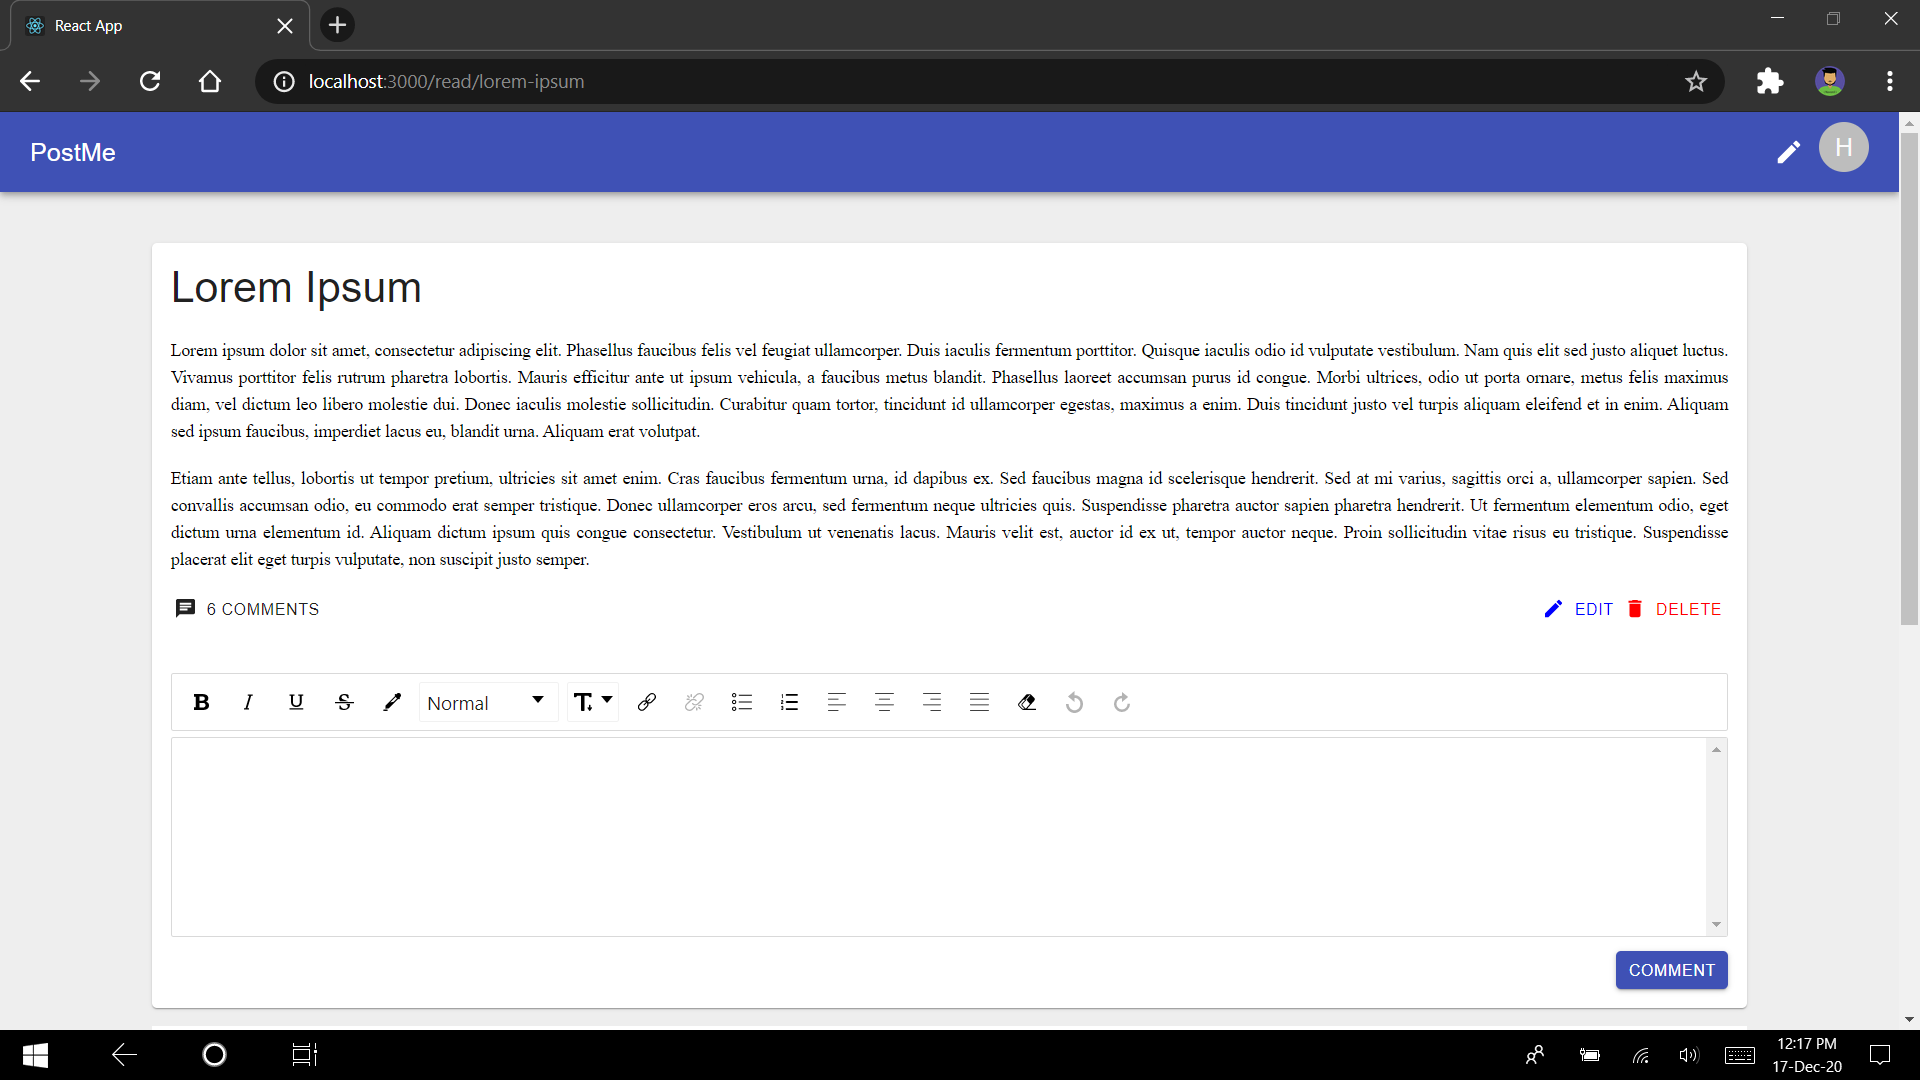 React App
localhost:3000/read/lorem-ipsum
PostMe
H
Lorem Ipsum
Lorem ipsum dolor sit amet, consectetur adipiscing elit. Phasellus faucibus felis vel feugiat ullamcorper. Duis iaculis fermentum porttitor. Quisque iaculis odio id vulputate vestibulum. Nam quis elit sed justo aliquet luctus.
Vivamus porttitor felis rutrum pharetra lobortis. Mauris efficitur ante ut ipsum vehicula, a faucibus metus blandit. Phasellus laoreet accumsan purus id congue. Morbi ultrices, odio ut porta ornare, metus felis maximus
diam, vel dictum leo libero molestie dui. Donec iaculis molestie sollicitudin. Curabitur quam tortor, tincidunt id ullamcorper egestas, maximus a enim. Duis tincidunt justo vel turpis aliquam eleifend et in enim. Aliquam
sed ipsum faucibus, imperdiet lacus eu, blandit urna. Aliquam erat volutpat.
Etiam ante tellus, lobortis ut tempor pretium, ultricies sit amet enim. Cras faucibus fermentum urna, id dapibus ex. Sed faucibus magna id scelerisque hendrerit. Sed at mi varius, sagittis orci a, ullamcorper sapien. Sed
convallis accumsan odio, eu commodo erat semper tristique. Donec ullamcorper eros arcu, sed fermentum neque ultricies quis. Suspendisse pharetra auctor sapien pharetra hendrerit. Ut fermentum elementum odio, eget
dictum urna elementum id. Aliquam dictum ipsum quis congue consectetur. Vestibulum ut venenatis lacus. Mauris velit est, auctor id ex ut, tempor auctor neque. Proin sollicitudin vitae risus eu tristique. Suspendisse
placerat elit eget turpis vulputate, non suscipit justo semper.
6 COMMENTS EDIT DELETE
B I U S Normal T
COMMENT
12:17 PM
17-Dec-20